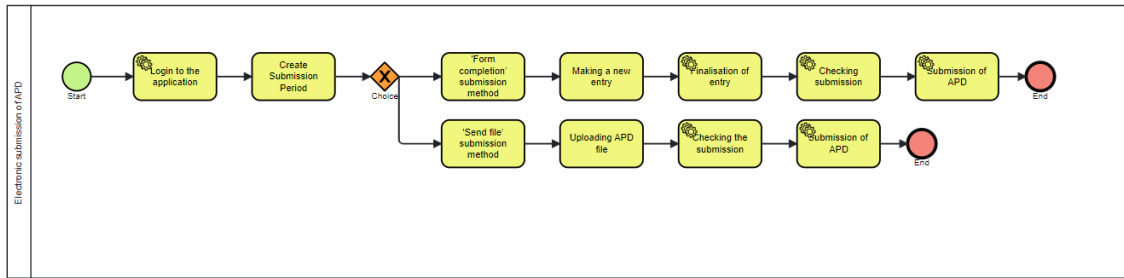 Electronic submission of APD
Start
Login to the
application
Create
Submission
Period
Choice
'Form
completion'
submission
method
Making a new
entry
Finalisation of
entry
Checking
submission
Submission of
APD
End
'Send file'
submission
method
Uploading APD
file
Checking the
submission
Submission of
APD
End